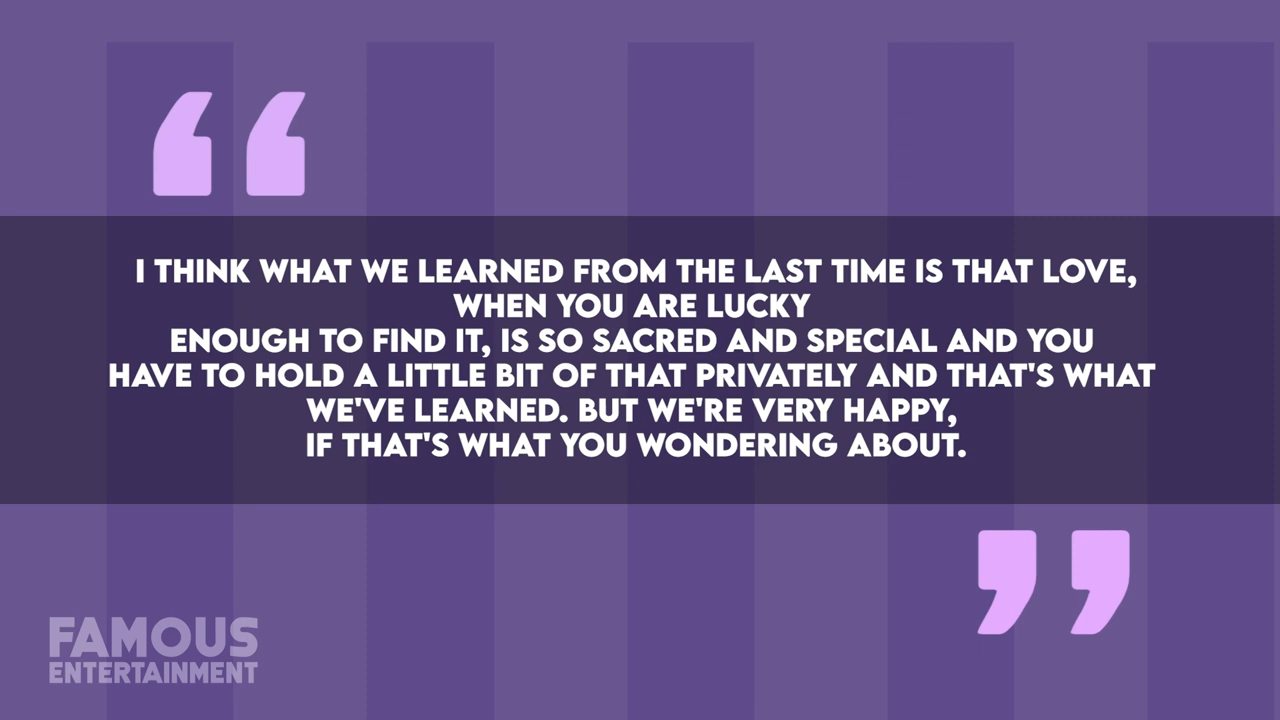 I THINK WHAT WE LEARNED FROM THE LAST TIME IS THAT LOVE,
WHEN YOU ARE LUCKY
ENOUGH TO FIND IT, IS SO SACRED AND SPECIAL AND YOU
HAVE TO HOLD A LITTLE BIT OF THAT PRIVATELY AND THAT'S WHAT
WE'VE LEARNED. BUT WE'RE VERY HAPPY,
IF THAT'S WHAT YOU WONDERING ABOUT.
FAMOUS
ENTERTAINMENT